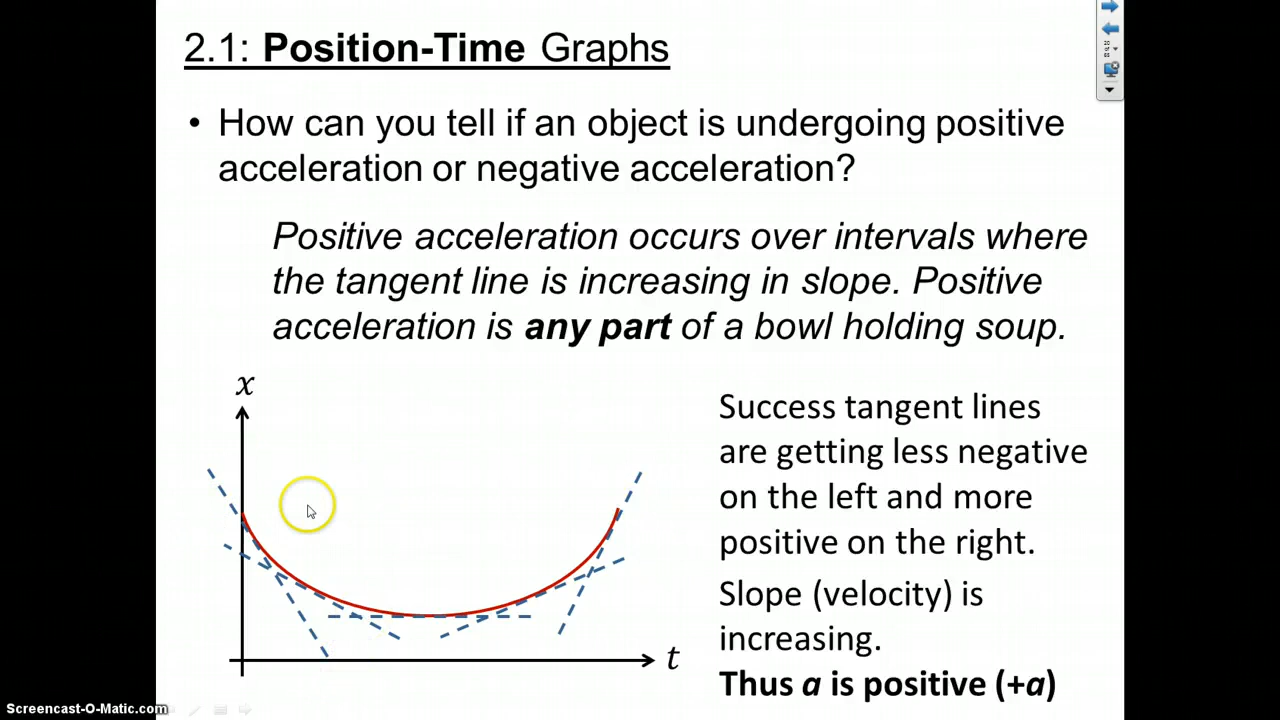 2.1: Position-Time Graphs
• How can you tell if an object is undergoing positive
acceleration or negative acceleration?
Positive acceleration occurs over intervals where
the tangent line is increasing in slope. Positive
acceleration is any part of a bowl holding soup.
x
t
Success tangent lines
are getting less negative
on the left and more
positive on the right.
Slope (velocity) is
increasing.
Thus a is positive (+a)
Screencast-O-Matic.com